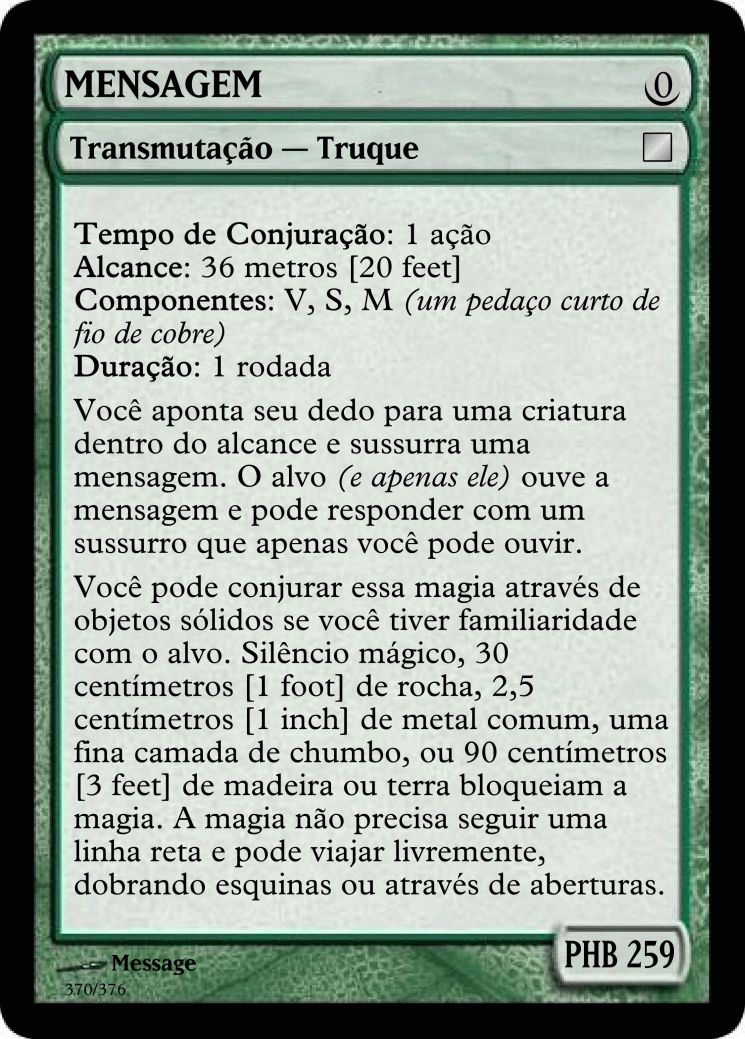 MENSAGEM 0
Transmutação — Truque
Tempo de Conjuração: 1 ação
Alcance: 36 metros [20 feet]
Componentes: V, S, M (um pedaço curto de
fio de cobre)
Duração: 1 rodada
Você aponta seu dedo para uma criatura
dentro do alcance e sussurra uma
mensagem. O alvo (e apenas ele) ouve a
mensagem e pode responder com um
sussurro que apenas você pode ouvir.
Você pode conjurar essa magia através de
objetos sólidos se você tiver familiaridade
com o alvo. Silêncio mágico, 30
centímetros [1 foot] de rocha, 2,5
centímetros [1 inch] de metal comum, uma
fina camada de chumbo, ou 90 centímetros
[3 feet] de madeira ou terra bloqueiam a
magia. A magia não precisa seguir uma
linha reta e pode viajar livremente,
dobrando esquinas ou através de aberturas.
PHB 259
Message
370/376